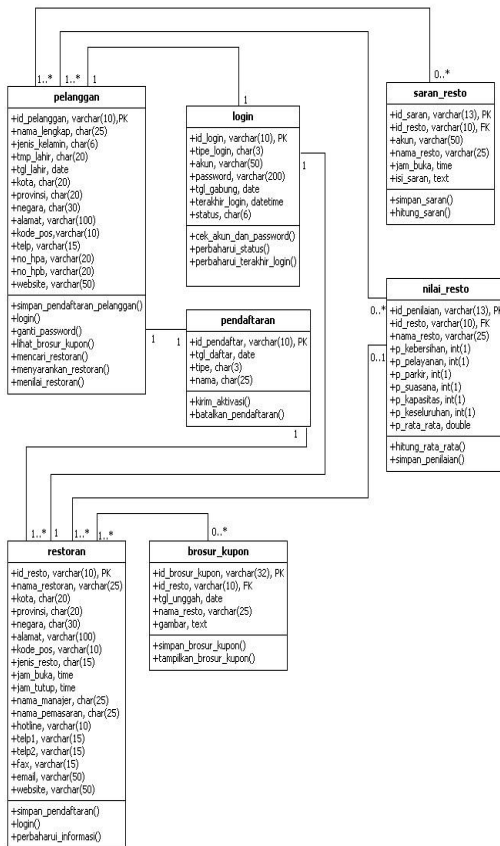 1..*
1..*
1
1
0..*
pelanggan
+id_pelanggan, varchar(10),PK
+nama_lengkap, char(25)
+jenis_kelamin, char(6)
+tmp_lahir, char(20)
+tgl_lahir, date
+kota, char(20)
+provinsi, char(20)
+negara, char(30)
+alamat, varchar(100)
+kode_pos,varchar(10)
+telp, varchar(15)
+no_hpa, varchar(20)
+no_hpb, varchar(20)
+website, varchar(50)
+simpan_pendaftaran_pelanggan()
+login()
+ganti_password()
+lihat_brosur_kupon()
+mencari_restoran()
+menyarankan_restoran()
+menilai_restoran()
login
+id_login, varchar(10), PK
+tipe_login, char(3)
+akun, varchar(50)
+password, varchar(200)
+tgl_gabung, date
+terakhir_login, datetime
+status, char(6)
+cek_akun_dan_password()
+perbaharui_status()
+perbaharui_terakhir_login()
1
saran_resto
+id_saran, varchar(13), PK
+id_resto, varchar(10), FK
+akun, varchar(50)
+nama_resto, varchar(25)
+jam_buka, time
+isi_saran, text
+simpan_saran()
+hitung_saran()
1
1
pendaftaran
+id_pendaftar, varchar(10), PK
+tgl_daftar, date
+tipe, char(3)
+nama, char(25)
+kirim_aktivasi()
+batalkan_pendaftaran()
1
0..*
0..1
nilai_resto
+id_penilaian, varchar(13), PK
+id_resto, varchar(10), FK
+nama_resto, varchar(25)
+p_kebersihan, int(1)
+p_pelayanan, int(1)
+p_parkir, int(1)
+p_suasana, int(1)
+p_kapasitas, int(1)
+p_keseluruhan, int(1)
+p_rata_rata, double
+hitung_rata_rata()
+simpan_penilaian()
1..*
1
1..*
1..*
0..*
restoran
+id_resto, varchar(10), PK
+nama_restoran, varchar(25)
+kota, char(20)
+provinsi, char(20)
+negara, char(30)
+alamat, varchar(100)
+kode_pos, varchar(10)
+jenis_resto, char(15)
+jam_buka, time
+jam_tutup, time
+nama_manajer, char(25)
+nama_pemasaran, char(25)
+hotline, varchar(10)
+telp1, varchar(15)
+telp2, varchar(15)
+fax, varchar(15)
+email, varchar(50)
+website, varchar(50)
+simpan_pendaftaran()
+login()
+perbaharui_informasi()
brosur_kupon
+id_brosur_kupon, varchar(32), PK
+id_resto, varchar(10), FK
+tgl_unggah, date
+nama_resto, varchar(25)
+gambar, text
+simpan_brosur_kupon()
+tampilkan_brosur_kupon()